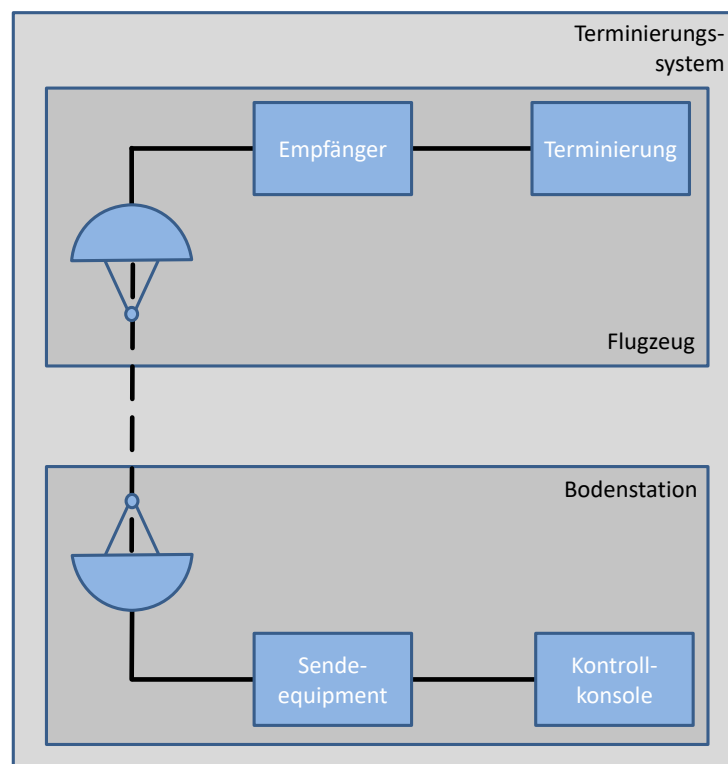 Terminierungs-
system
Empfänger
Terminierung
Flugzeug
Bodenstation
Sende-
equipment
Kontroll-
konsole